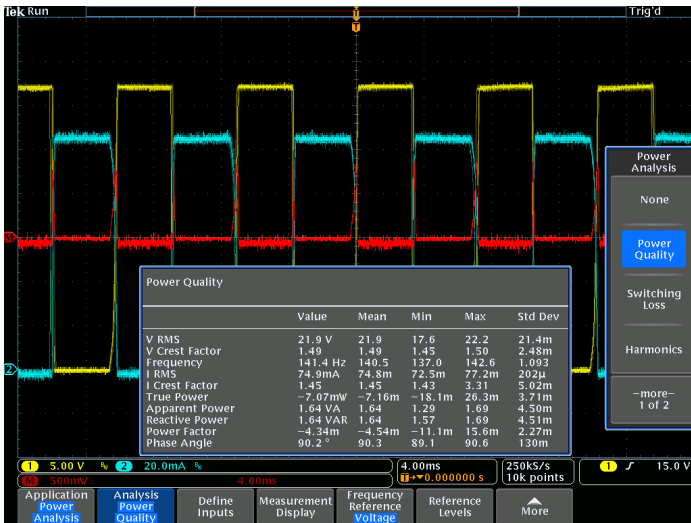 Tek Run Trig'd
T
T
Power
Analysis
None
Power
Quality
Switching
Loss
Harmonics
—more—
1 of 2
M
2
Power Quality
Value Mean Min Max Std Dev
V RMS 21.9 V 21.9 17.6 22.2 21.4m
V Crest Factor 1.49 1.49 1.45 1.50 2.48m
Frequency 141.4 Hz 140.5 137.0 142.6 1.093
I RMS 74.9mA 74.8m 72.5m 77.2m 202µ
I Crest Factor 1.45 1.45 1.43 3.31 5.02m
True Power −7.07mW −7.16m −18.1m 26.3m 3.71m
Apparent Power 1.64 VA 1.64 1.29 1.69 4.50m
Reactive Power 1.64 VAR 1.64 1.57 1.69 4.51m
Power Factor −4.34m −4.54m −11.1m 15.6m 2.27m
Phase Angle 90.2 ° 90.3 89.1 90.6 130m
1 5.00 V BW 2 20.0mA BW 4.00ms 250kS/s 1 15.0 V
M 500mW 4.00ms T→▼0.000000 s 10k points
Application
Power
Analysis
Analysis
Power
Quality
Define
Inputs
Measurement
Display
Frequency
Reference
Voltage
Reference
Levels
More